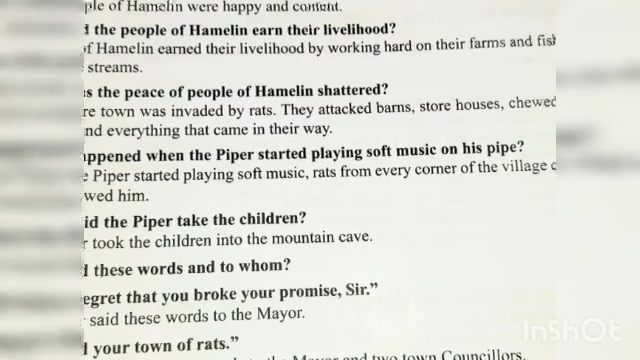 ple of Hamelin were happy and content.
d the people of Hamelin earn their livelihood?
of Hamelin earned their livelihood by working hard on their farms and fish
streams.
s the peace of people of Hamelin shattered?
re town was invaded by rats. They attacked barns, store houses, chewed
nd everything that came in their way.
appened when the Piper started playing soft music on his pipe?
e Piper started playing soft music, rats from every corner of the village c
wed him.
id the Piper take the children?
r took the children into the mountain cave.
d these words and to whom?
egret that you broke your promise, Sir.”
said these words to the Mayor.
d your town of rats.”
Mayor and two town Councillors.
InShOt